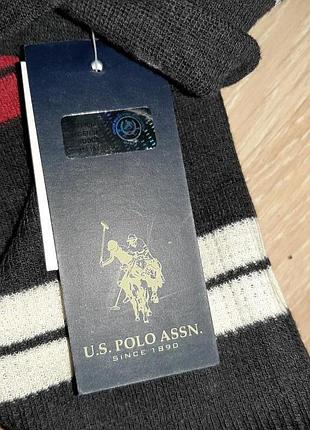 U.S. POLO ASSN.
SINCE 1890